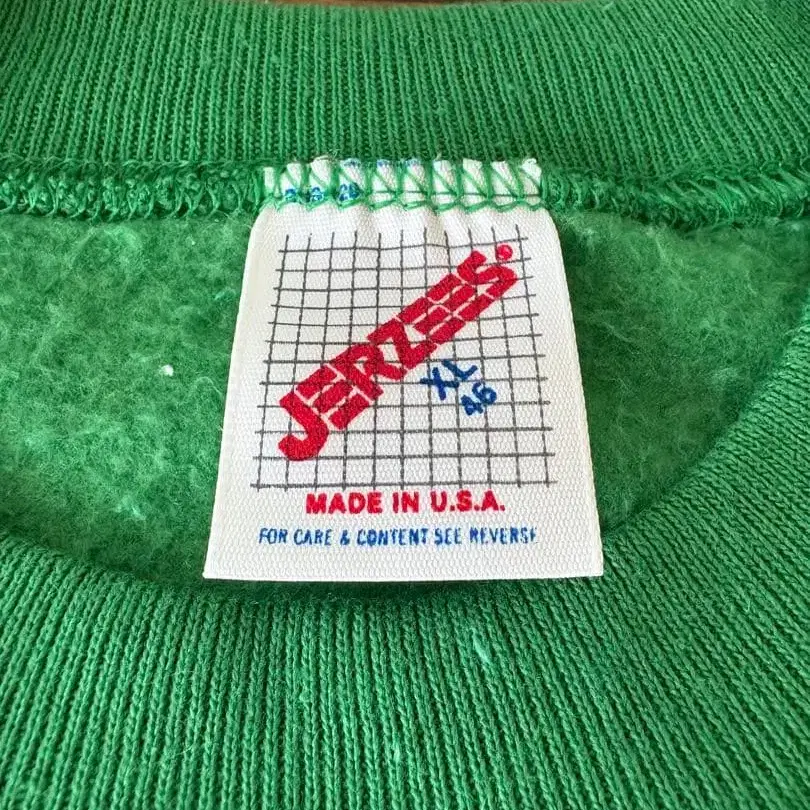 JERZEES.
XL
46
MADE IN U.S.A.
FOR CARE & CONTENT SEE REVERSE